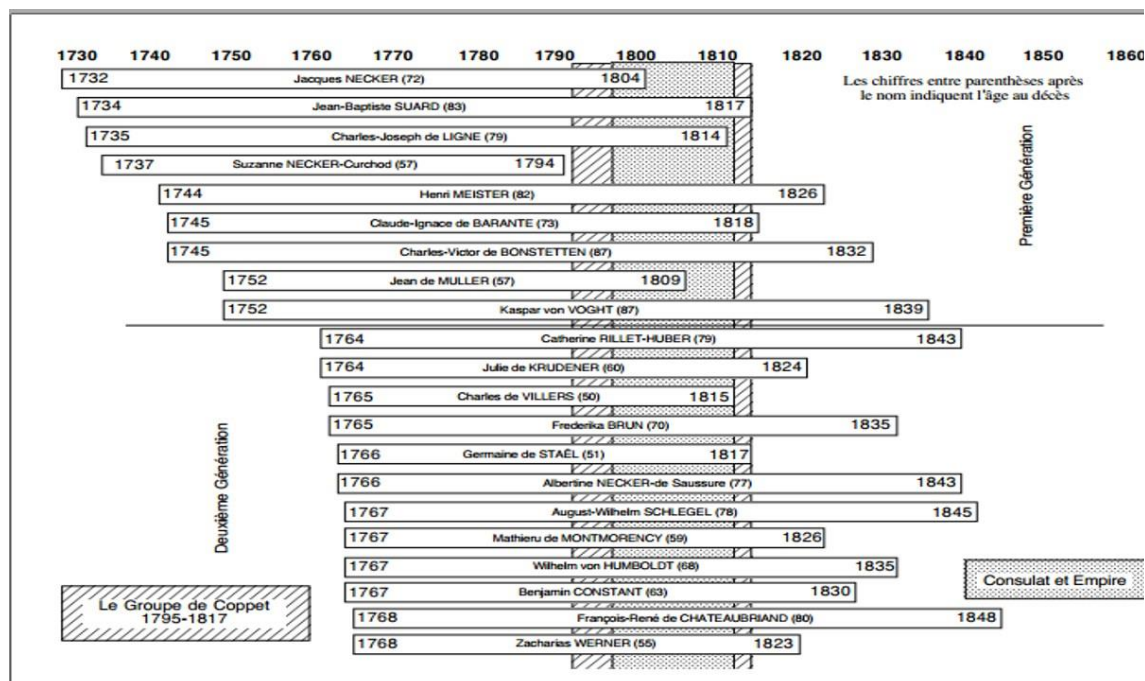 1730 1740 1750 1760 1770 1780 1790 1800 1810 1820 1830 1840 1850 1860
1732 Jacques NECKER (72) 1804
Les chiffres entre parenthèses après
le nom indiquent l'âge au décès
1734 Jean-Baptiste SUARD (83) 1817
1735 Charles-Joseph de LIGNE (79) 1814
1737 Suzanne NECKER-Curchod (57) 1794
1744 Henri MEISTER (82) 1826
1745 Claude-Ignace de BARANTE (73) 1818
1745 Charles-Victor de BONSTETTEN (87) 1832
1752 Jean de MULLER (57) 1809
1752 Kaspar von VOGHT (87) 1839
Première Génération
1764 Catherine RILLET-HUBER (79) 1843
1764 Julie de KRUDENER (60) 1824
1765 Charles de VILLERS (50) 1815
1765 Frederika BRUN (70) 1835
1766 Germaine de STAËL (51) 1817
1766 Albertine NECKER-de Saussure (77) 1843
1767 August-Wilhelm SCHLEGEL (78) 1845
1767 Mathieru de MONTMORENCY (59) 1826
1767 Wilhelm von HUMBOLDT (68) 1835
1767 Benjamin CONSTANT (63) 1830
1768 François-René de CHATEAUBRIAND (80) 1848
1768 Zacharias WERNER (55) 1823
Deuxième Génération
Le Groupe de Coppet
1795-1817
Consulat et Empire